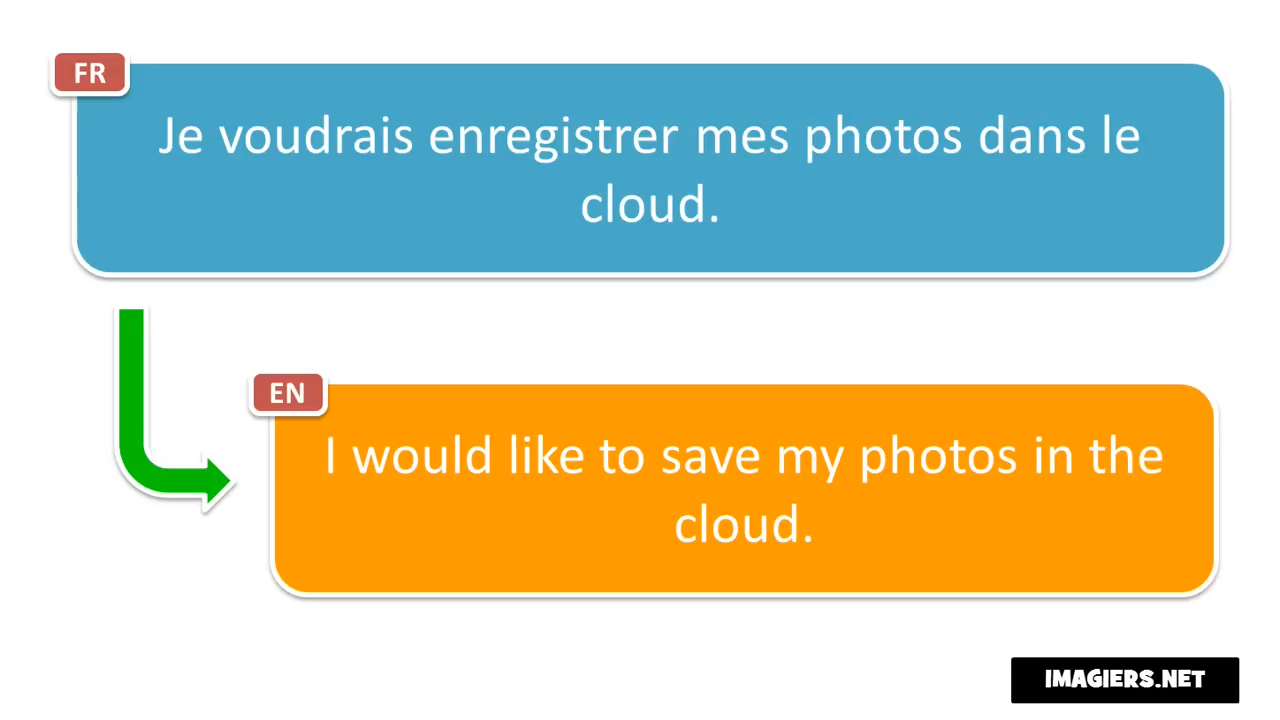 FR
Je voudrais enregistrer mes photos dans le
cloud.
EN
I would like to save my photos in the
cloud.
IMAGIERS.NET